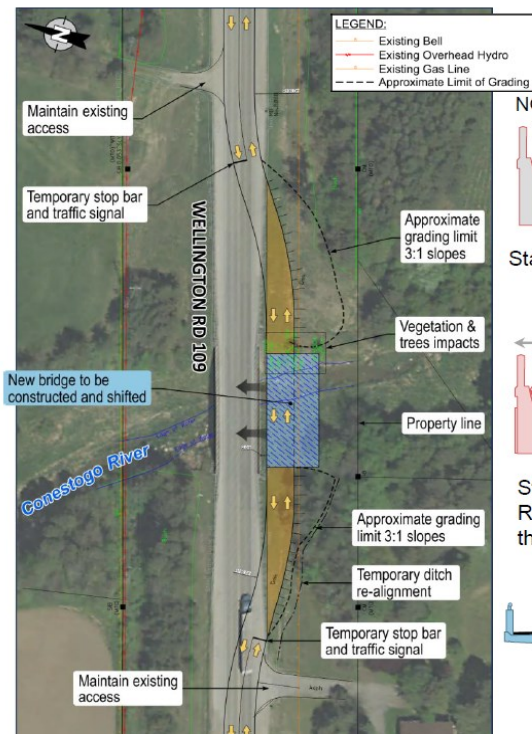 N
LEGEND:
Existing Bell
Existing Overhead Hydro
Existing Gas Line
Approximate Limit of Grading
Maintain existing
access
Temporary stop bar
and traffic signal
WELLINGTON RD 109
Approximate
grading limit
3:1 slopes
Vegetation &
trees impacts
New bridge to be
constructed and shifted
Property line
Conestogo River
Approximate grading
limit 3:1 slopes
Temporary ditch
re-alignment
Temporary stop bar
and traffic signal
Maintain existing
access
NO
Sta
S
R
th